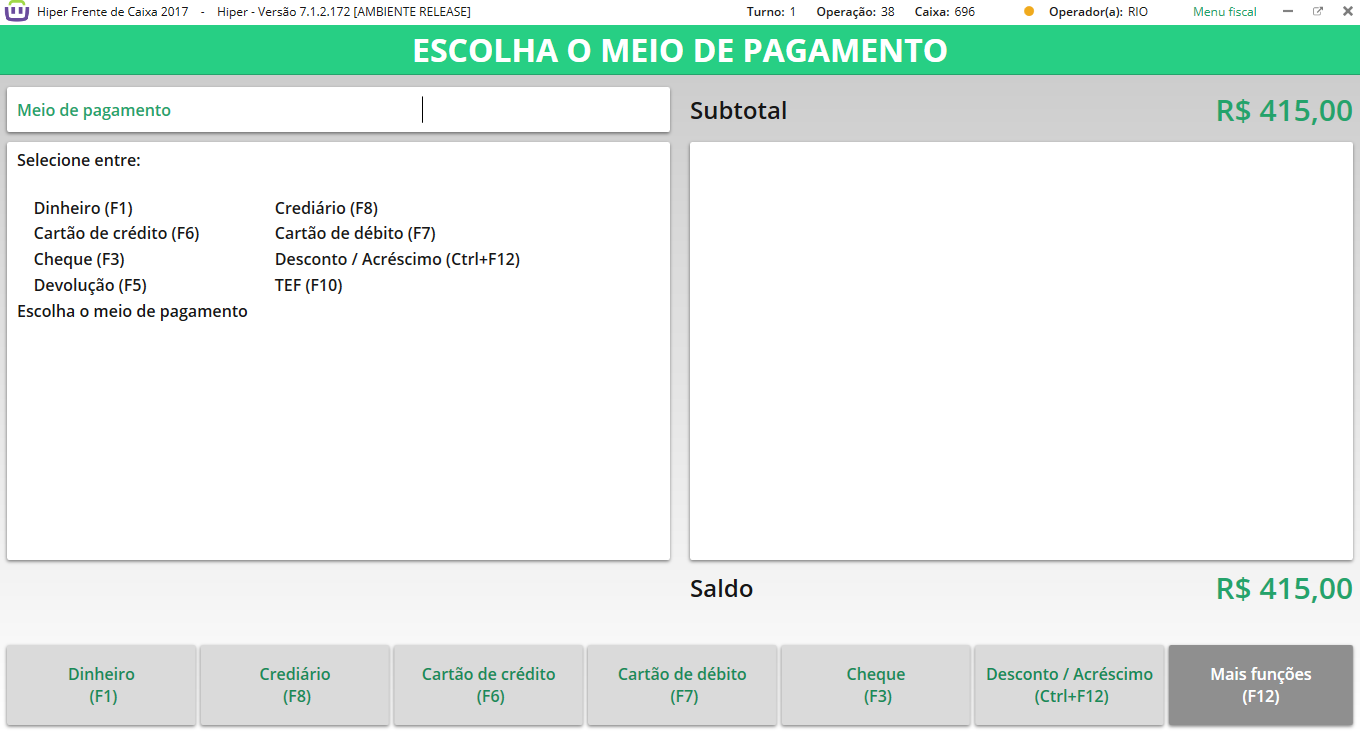 Hiper Frente de Caixa 2017 - Hiper - Versão 7.1.2.172 [AMBIENTE RELEASE] Turno: 1 Operação: 38 Caixa: 696 Operador(a): RIO Menu fiscal
ESCOLHA O MEIO DE PAGAMENTO
Meio de pagamento
Subtotal R$ 415,00
Selecione entre:
Dinheiro (F1) Crediário (F8)
Cartão de crédito (F6) Cartão de débito (F7)
Cheque (F3) Desconto / Acréscimo (Ctrl+F12)
Devolução (F5) TEF (F10)
Escolha o meio de pagamento
Saldo R$ 415,00
Dinheiro
(F1)
Crediário
(F8)
Cartão de crédito
(F6)
Cartão de débito
(F7)
Cheque
(F3)
Desconto / Acréscimo
(Ctrl+F12)
Mais funções
(F12)